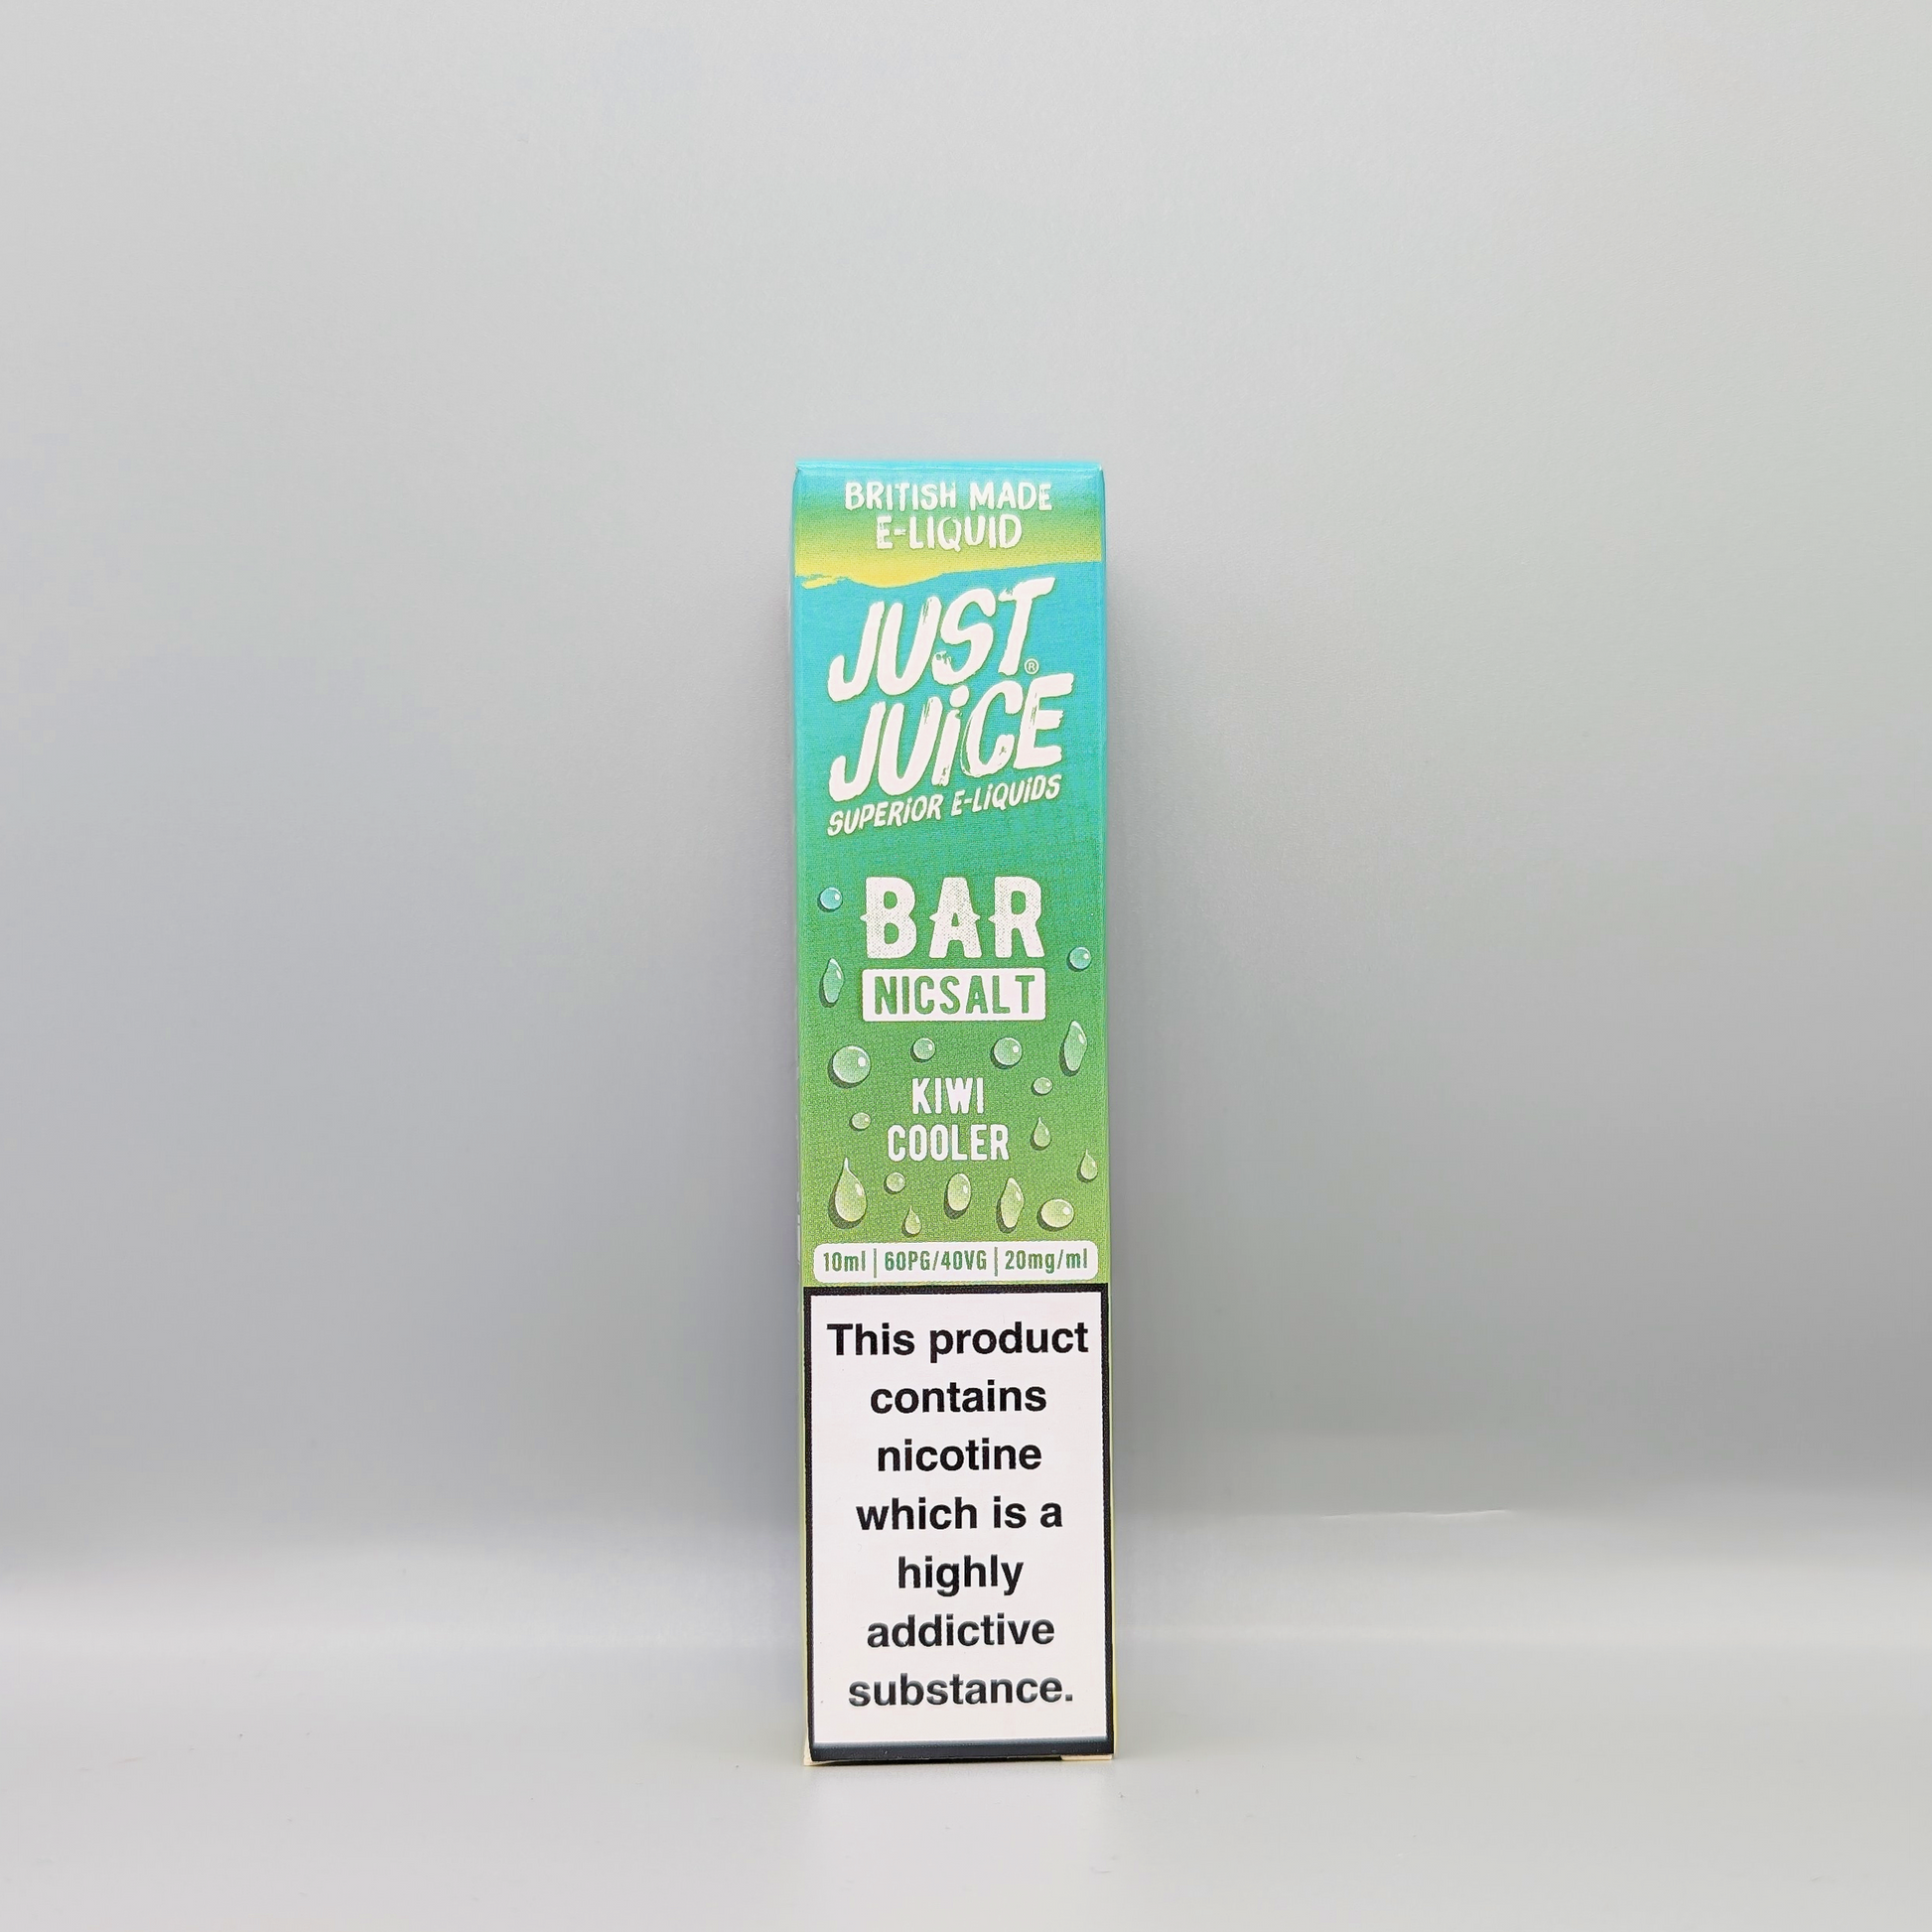 BRITISH MADE
E-LIQUID
JUST
JUiCE®
SUPERiOR E-LiQUiDS
BAR
NICSALT
KIWI
COOLER
10ml | 60PG/40VG | 20mg/ml
This product
contains
nicotine
which is a
highly
addictive
substance.